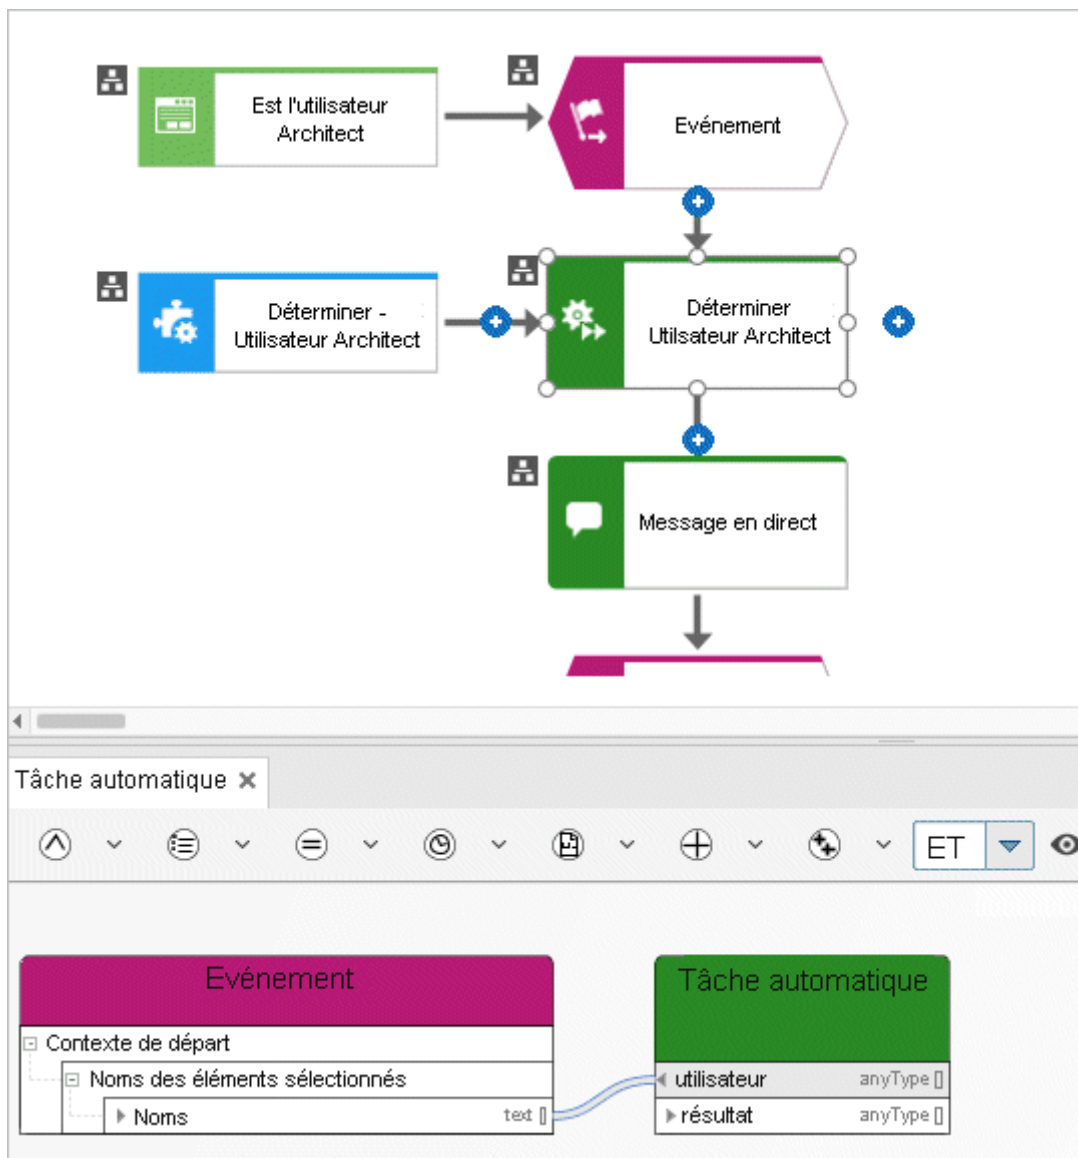 Est l'utilisateur
Architect
Evénement
Déterminer -
Utilisateur Architect
Déterminer
Utilsateur Architect
Message en direct
Tâche automatique
ET
Evénement
Tâche automatique
Contexte de départ
Noms des éléments sélectionnés
utilisateur anyType []
Noms text []
résultat anyType []